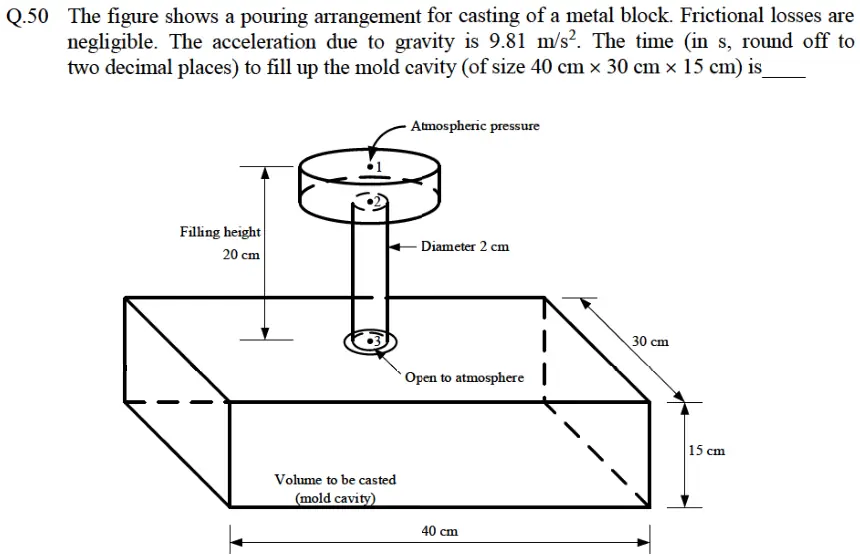 Q.50 The figure shows a pouring arrangement for casting of a metal block. Frictional losses are
negligible. The acceleration due to gravity is 9.81 m/s². The time (in s, round off to
two decimal places) to fill up the mold cavity (of size 40 cm × 30 cm × 15 cm) is____
Atmospheric pressure
1
2
Filling height
20 cm
Diameter 2 cm
3
30 cm
Open to atmosphere
15 cm
Volume to be casted
(mold cavity)
40 cm